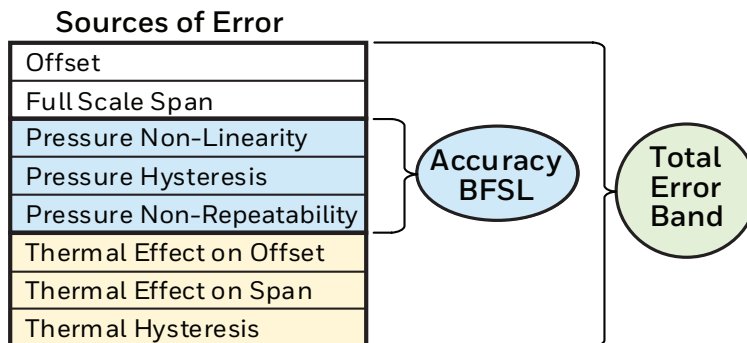 Sources of Error
Offset
Full Scale Span
Pressure Non-Linearity
Pressure Hysteresis
Pressure Non-Repeatability
Thermal Effect on Offset
Thermal Effect on Span
Thermal Hysteresis
Accuracy
BFSL
Total
Error
Band